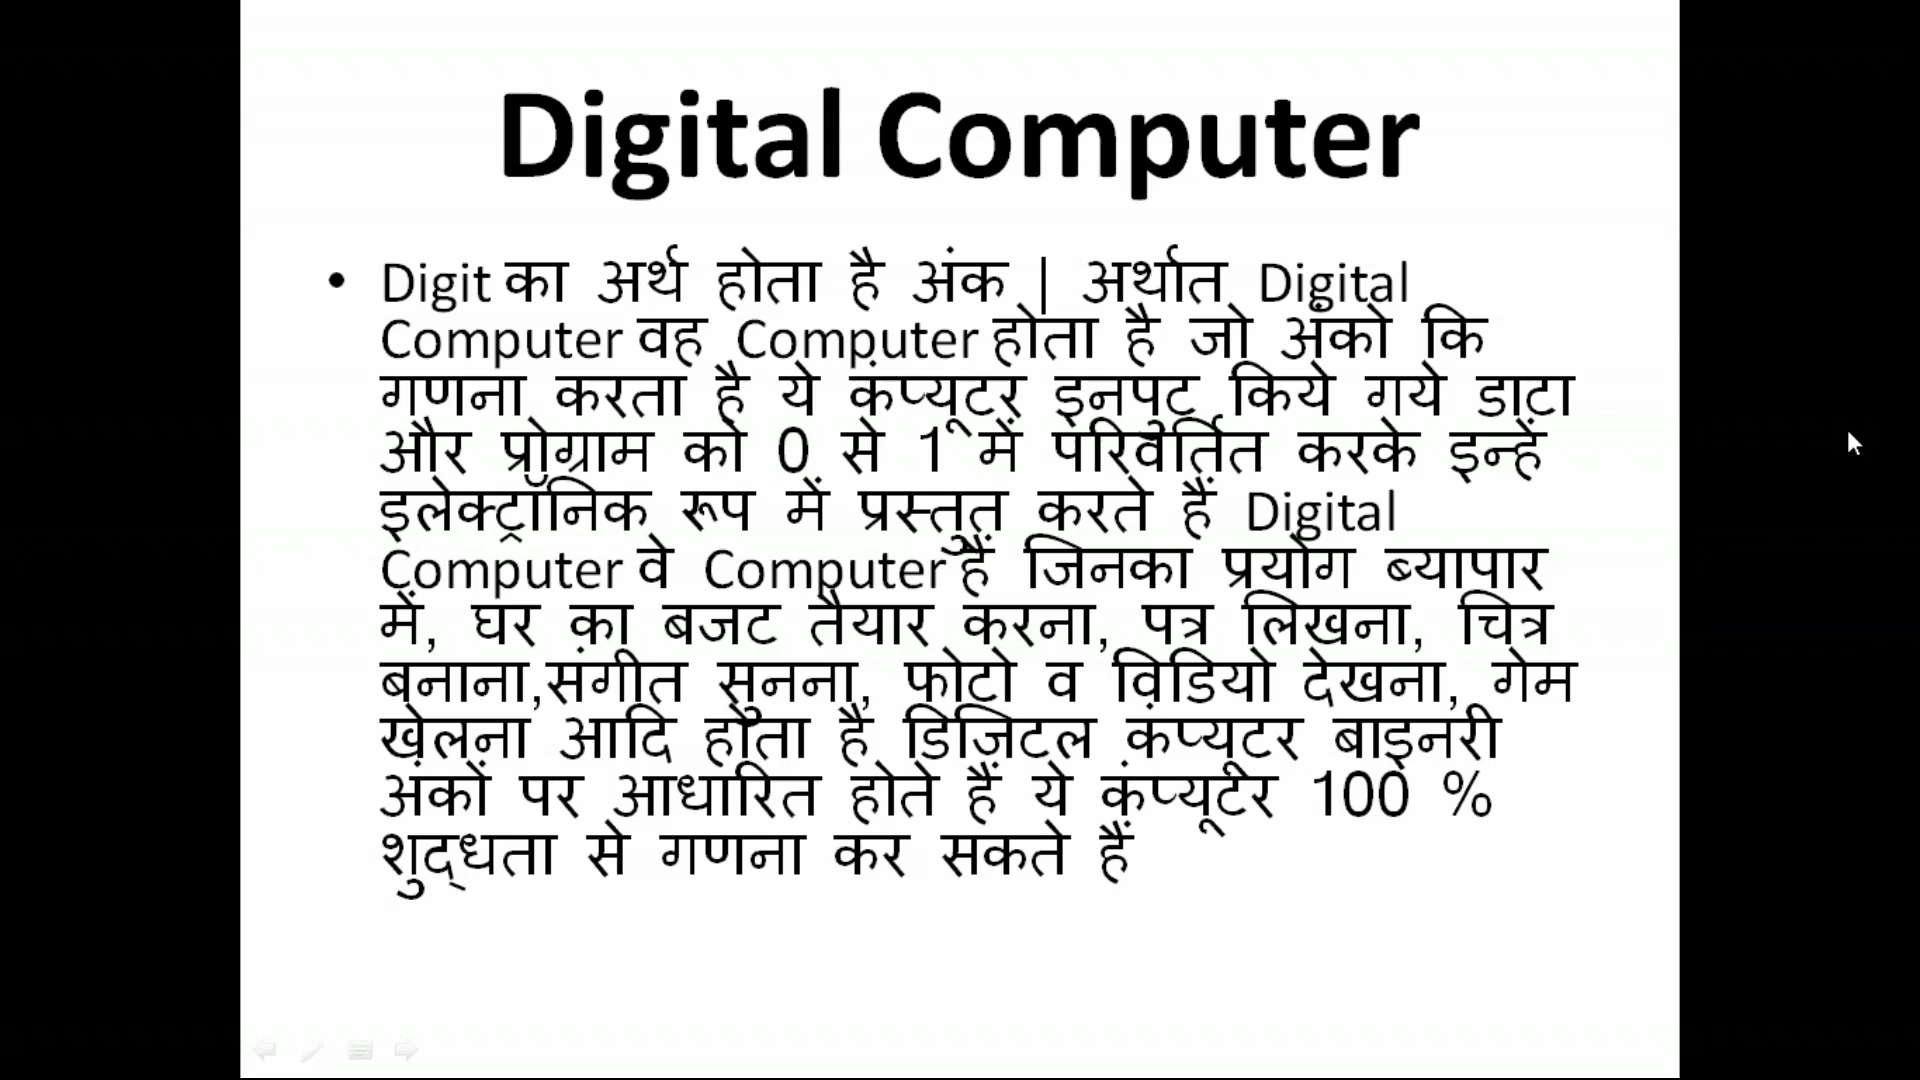 Digital Computer
• Digit का अर्थ होता है अंक | अर्थात Digital
Computer वह Computer होता है जो अंको कि
गणना करता है ये कंप्यूटर इनपुट किये गये डाटा
और प्रोग्राम को 0 से 1 में परिवर्तित करके इन्हें
इलेक्ट्रॉनिक रूप में प्रस्तुत करते हैं Digital
Computer वे Computer हैं जिनका प्रयोग ब्यापार
में, घर का बजट तैयार करना, पत्र लिखना, चित्र
बनाना,संगीत सुनना, फोटो व विडियो देखना, गेम
खेलना आदि होता है डिजिटल कंप्यूटर बाइनरी
अंकों पर आधारित होते हैं ये कंप्यूटर 100 %
शुद्धता से गणना कर सकते हैं